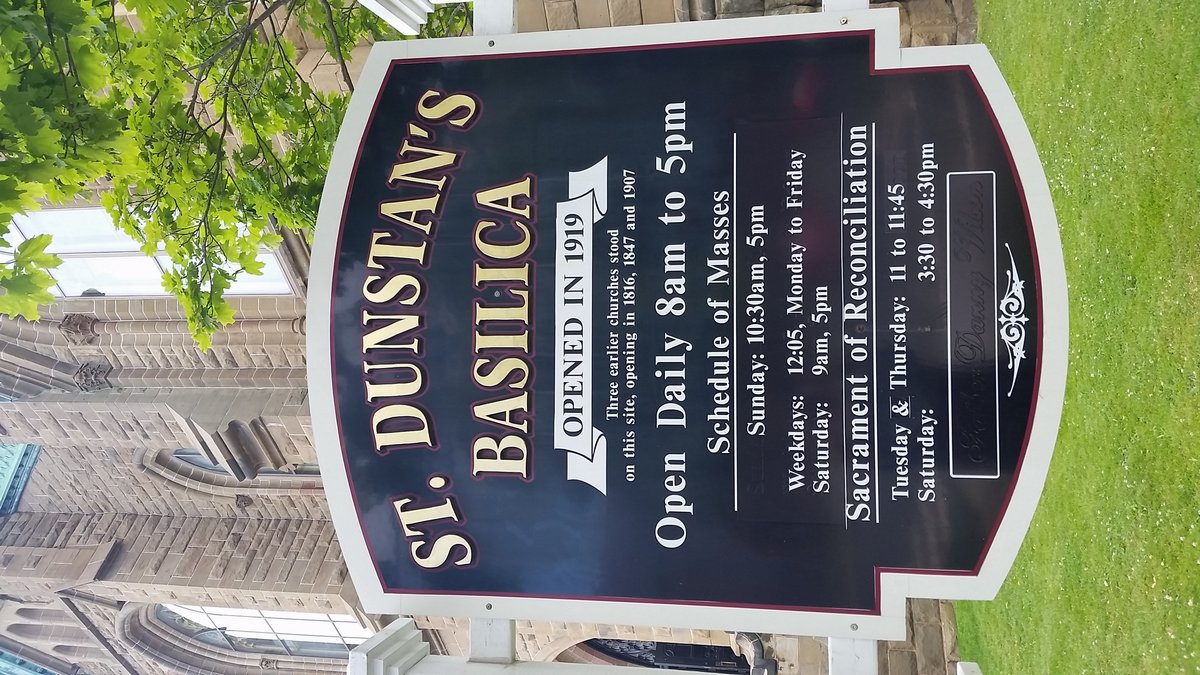 ST. DUNSTAN'S
BASILICA
OPENED IN 1919
Three earlier churches stood
on this site, opening in 1816, 1847 and 1907
Open Daily 8am to 5pm
Schedule of Masses
Sunday: 10:30am, 5pm
Weekdays: 12:05, Monday to Friday
Saturday: 9am, 5pm
Sacrament of Reconciliation
Tuesday & Thursday: 11 to 11:45
Saturday: 3:30 to 4:30pm